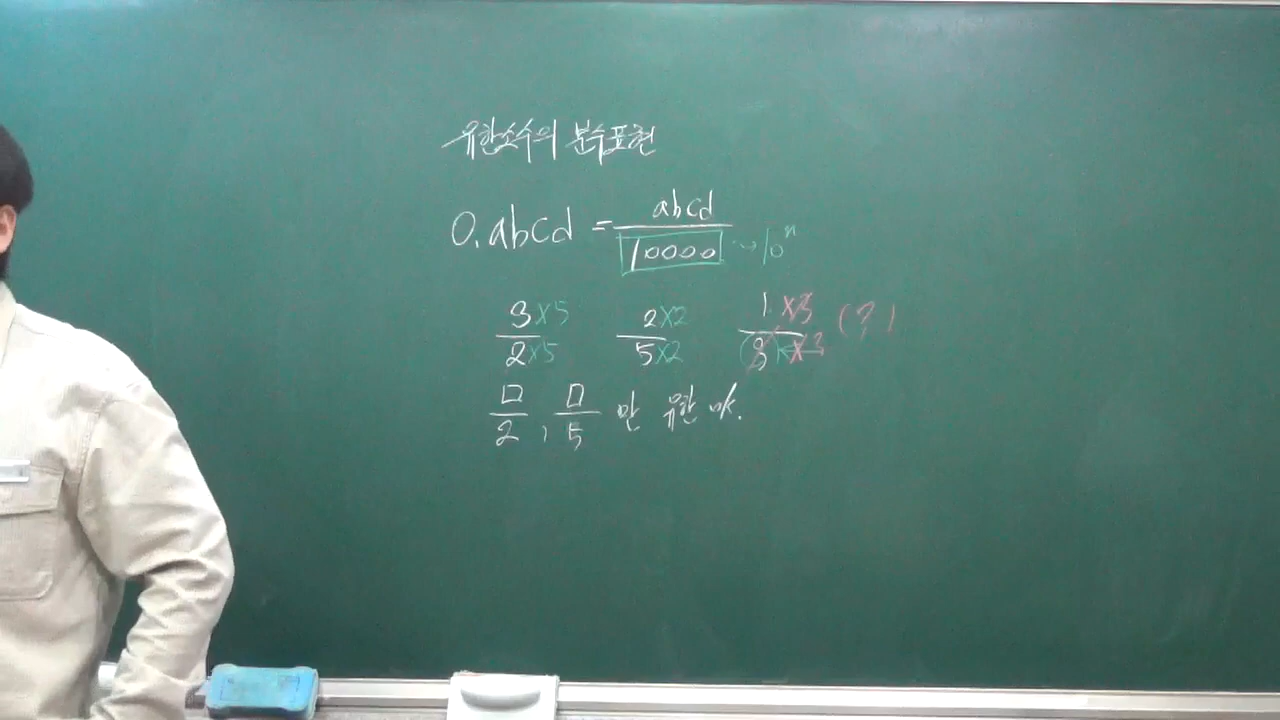 유한소수의 분수표현
0.abcd = abcd/10000 → 10ⁿ
3×5/2×5 2×2/5×2 1×3/3×3 (?)
□/2 , □/5 만 유한 야.